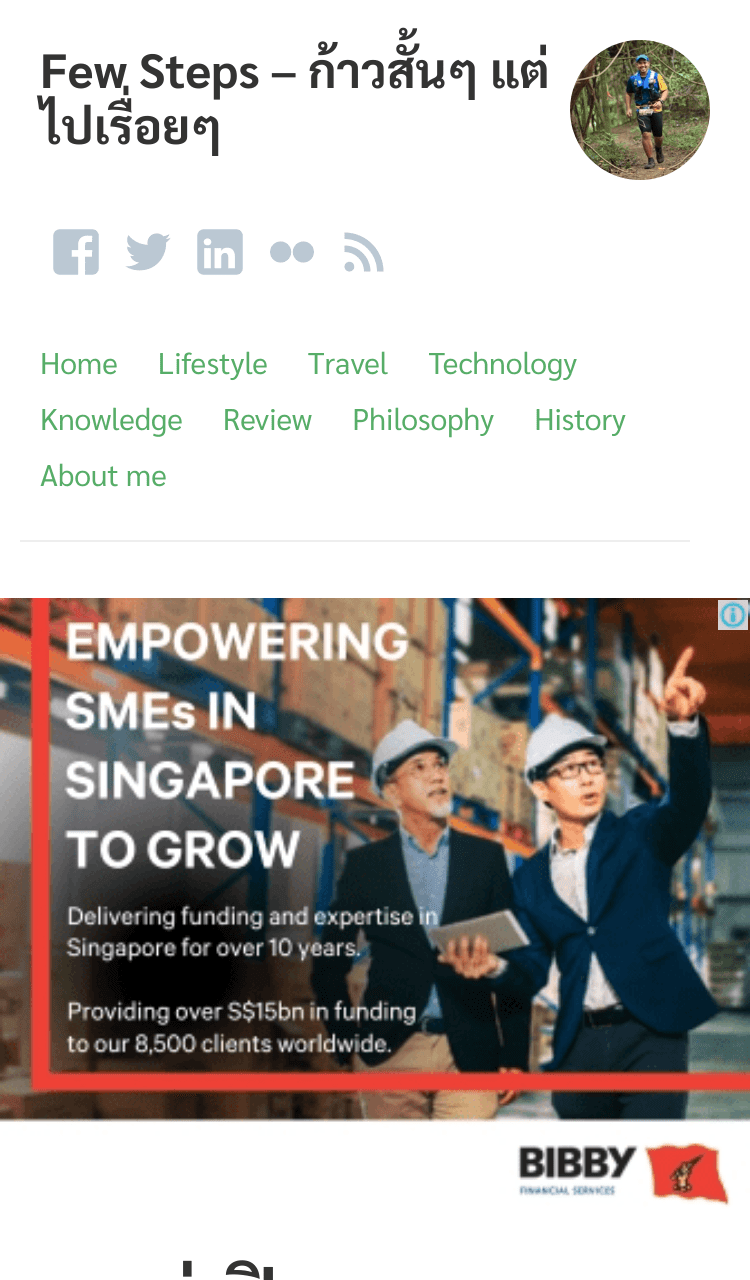 Few Steps – ก้าวสั้นๆ แต่
ไปเรื่อยๆ
Home Lifestyle Travel Technology
Knowledge Review Philosophy History
About me
EMPOWERING
SMEs IN
SINGAPORE
TO GROW
Delivering funding and expertise in
Singapore for over 10 years.
Providing over S$15bn in funding
to our 8,500 clients worldwide.
BIBBY
FINANCIAL SERVICES